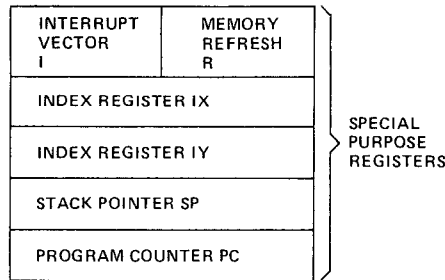 INTERRUPT
VECTOR
I
MEMORY
REFRESH
R
INDEX REGISTER IX
INDEX REGISTER IY
STACK POINTER SP
PROGRAM COUNTER PC
SPECIAL
PURPOSE
REGISTERS